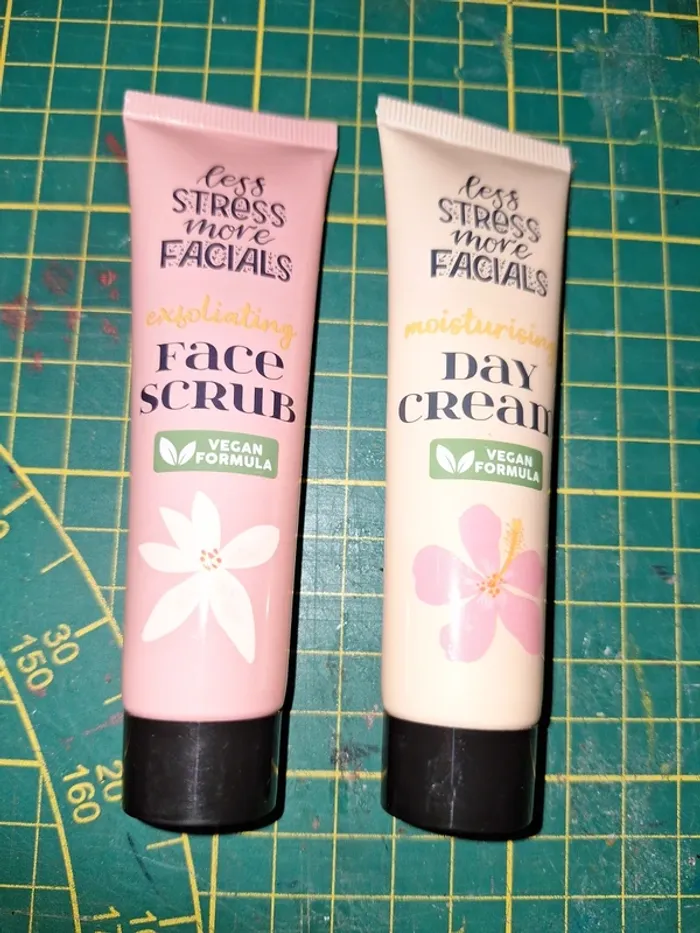 less
STRESS
more
FACIALS
exfoliating
FACE
SCRUB
VEGAN
FORMULA
less
STRESS
more
FACIALS
moisturising
DAY
CREAM
VEGAN
FORMULA
30
150
20
160